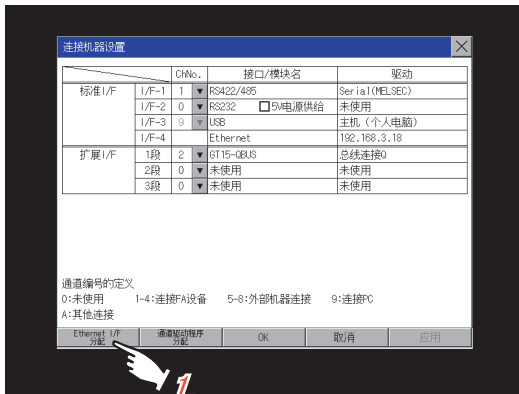 连接机器设置
ChNo. 接口/模块名 驱动
标准I/F I/F-1 1 RS422/485 Serial(MELSEC)
I/F-2 0 RS232 5V电源供给 未使用
I/F-3 9 USB 主机（个人电脑）
I/F-4 Ethernet 192.168.3.18
扩展I/F 1段 2 GT15-QBUS 总线连接Q
2段 0 未使用 未使用
3段 0 未使用 未使用
通道编号的定义
0:未使用 1-4:连接FA设备 5-8:外部机器连接 9:连接PC
A:其他连接
Ethernet I/F 分配 通道驱动程序 分配 OK 取消 应用
1